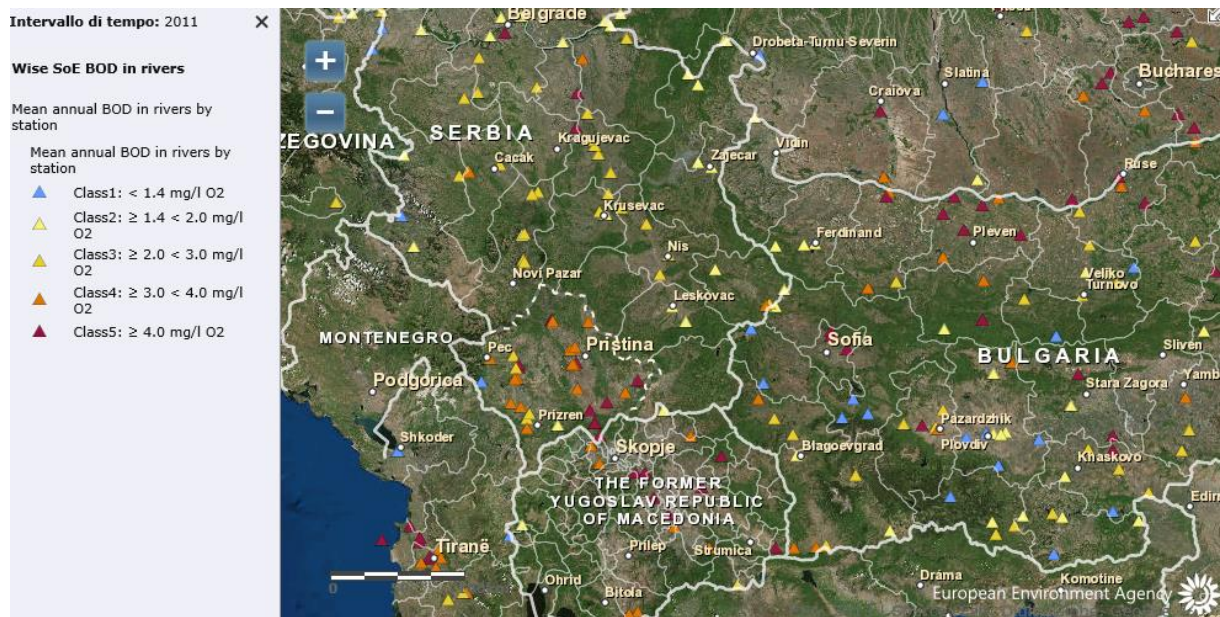 Intervallo di tempo: 2011
Wise SoE BOD in rivers
Mean annual BOD in rivers by
station
Mean annual BOD in rivers by
station
Class1: < 1.4 mg/l O2
Class2: ≥ 1.4 < 2.0 mg/l
O2
Class3: ≥ 2.0 < 3.0 mg/l
O2
Class4: ≥ 3.0 < 4.0 mg/l
O2
Class5: ≥ 4.0 mg/l O2
+
−
Belgrade
Drobeta-Turnu-Severin
Slatina
Buchares
Craiova
ZEGOVINA
SERBIA
Kragujevac
Cacak
Zajecar
Vidin
Ruse
Krusevac
Ferdinand
Pleven
Nis
Novi Pazar
Leskovac
Veliko
Turnovo
MONTENEGRO
Pec
Pristina
Sofia
BULGARIA
Sliven
Podgorica
Stara Zagora
Yamb
Prizren
Pazardzhik
Plovdiv
Shkoder
Skopje
Blagoevgrad
Khaskovo
THE FORMER
YUGOSLAV REPUBLIC
OF MACEDONIA
Edirn
Tiranë
Prilep
Strumica
0
Ohrid
Bitola
Dráma
Komotine
European Environment Agency